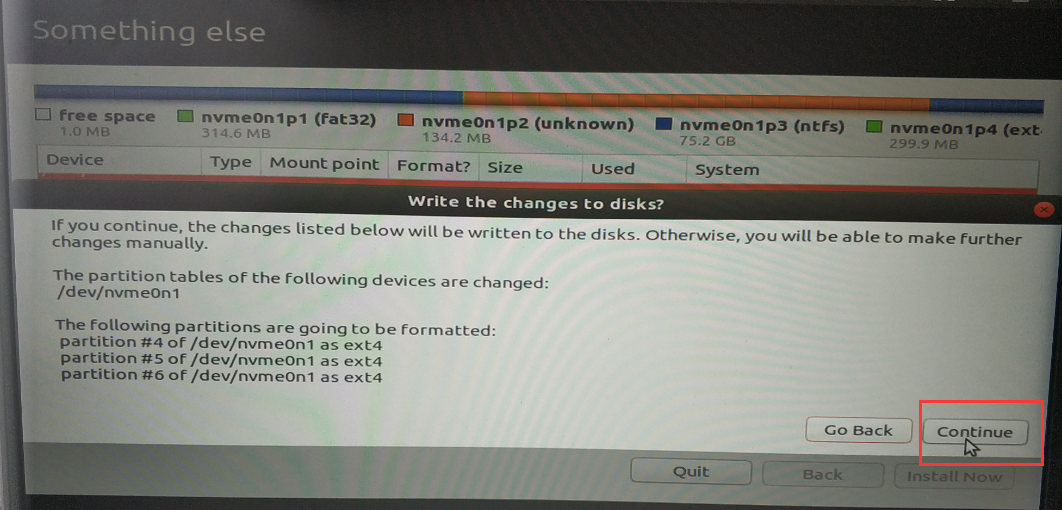 Something else
free space nvme0n1p1 (fat32) nvme0n1p2 (unknown) nvme0n1p3 (ntfs) nvme0n1p4 (ext
1.0 MB 314.6 MB 134.2 MB 75.2 GB 299.9 MB
Device Type Mount point Format? Size Used System
Write the changes to disks?
If you continue, the changes listed below will be written to the disks. Otherwise, you will be able to make further
changes manually.
The partition tables of the following devices are changed:
/dev/nvme0n1
The following partitions are going to be formatted:
partition #4 of /dev/nvme0n1 as ext4
partition #5 of /dev/nvme0n1 as ext4
partition #6 of /dev/nvme0n1 as ext4
Go Back Continue
Quit Back Install Now